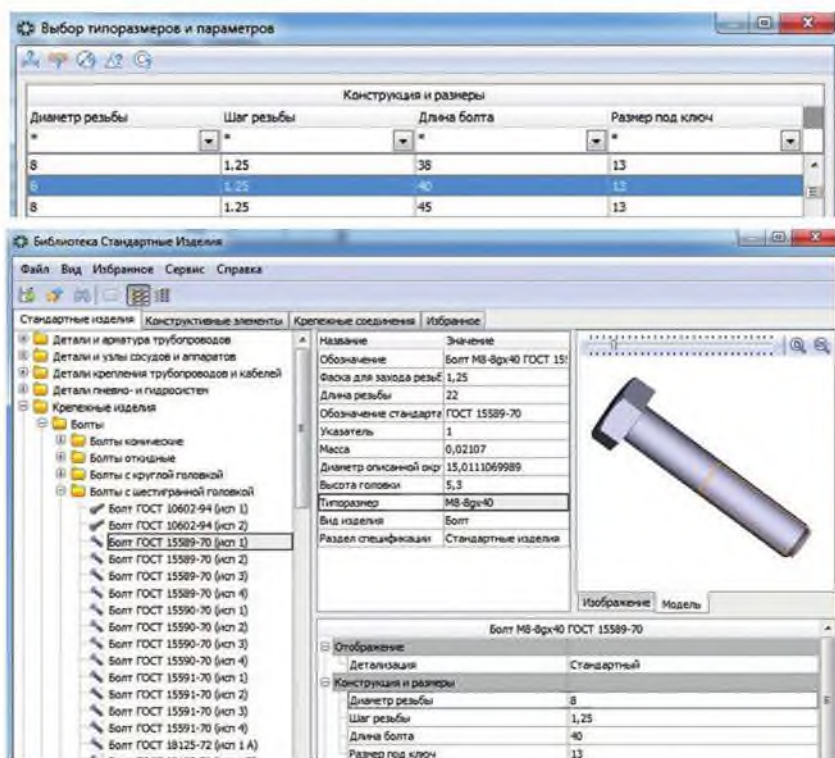 Выбор типоразмеров и параметров
Конструкция и размеры
Диаметр резьбы Шаг резьбы Длина болта Размер под ключ
* * * *
8 1.25 38 13
8 1.25 40 13
8 1.25 45 13
Библиотека Стандартные Изделия
Файл Вид Избранное Сервис Справка
Стандартные изделия Конструктивные элементы Крепежные соединения Избранное
Детали и арматура трубопроводов
Детали и узлы сосудов и аппаратов
Детали крепления трубопроводов и кабелей
Детали пневмо- и гидросистем
Крепежные изделия
Болты
Болты конические
Болты откидные
Болты с круглой головкой
Болты с шестигранной головкой
Болт ГОСТ 10602-94 (исп 1)
Болт ГОСТ 10602-94 (исп 2)
Болт ГОСТ 15589-70 (исп 1)
Болт ГОСТ 15589-70 (исп 2)
Болт ГОСТ 15589-70 (исп 3)
Болт ГОСТ 15589-70 (исп 4)
Болт ГОСТ 15590-70 (исп 1)
Болт ГОСТ 15590-70 (исп 2)
Болт ГОСТ 15590-70 (исп 3)
Болт ГОСТ 15590-70 (исп 4)
Болт ГОСТ 15591-70 (исп 1)
Болт ГОСТ 15591-70 (исп 2)
Болт ГОСТ 15591-70 (исп 3)
Болт ГОСТ 15591-70 (исп 4)
Болт ГОСТ 18125-72 (исп 1 А)
Название Значение
Обозначение Болт М8-8gх40 ГОСТ 15
Фаска для захода резьб 1,25
Длина резьбы 22
Обозначение стандарта ГОСТ 15589-70
Указатель 1
Масса 0,02107
Диаметр описанной окр 15,0111069989
Высота головки 5,3
Типоразмер М8-8gх40
Вид изделия Болт
Раздел спецификации Стандартные изделия
Изображение Модель
Болт М8-8gх40 ГОСТ 15589-70
Отображение
Детализация Стандартный
Конструкция и размеры
Диаметр резьбы 8
Шаг резьбы 1,25
Длина болта 40
Размер под ключ 13